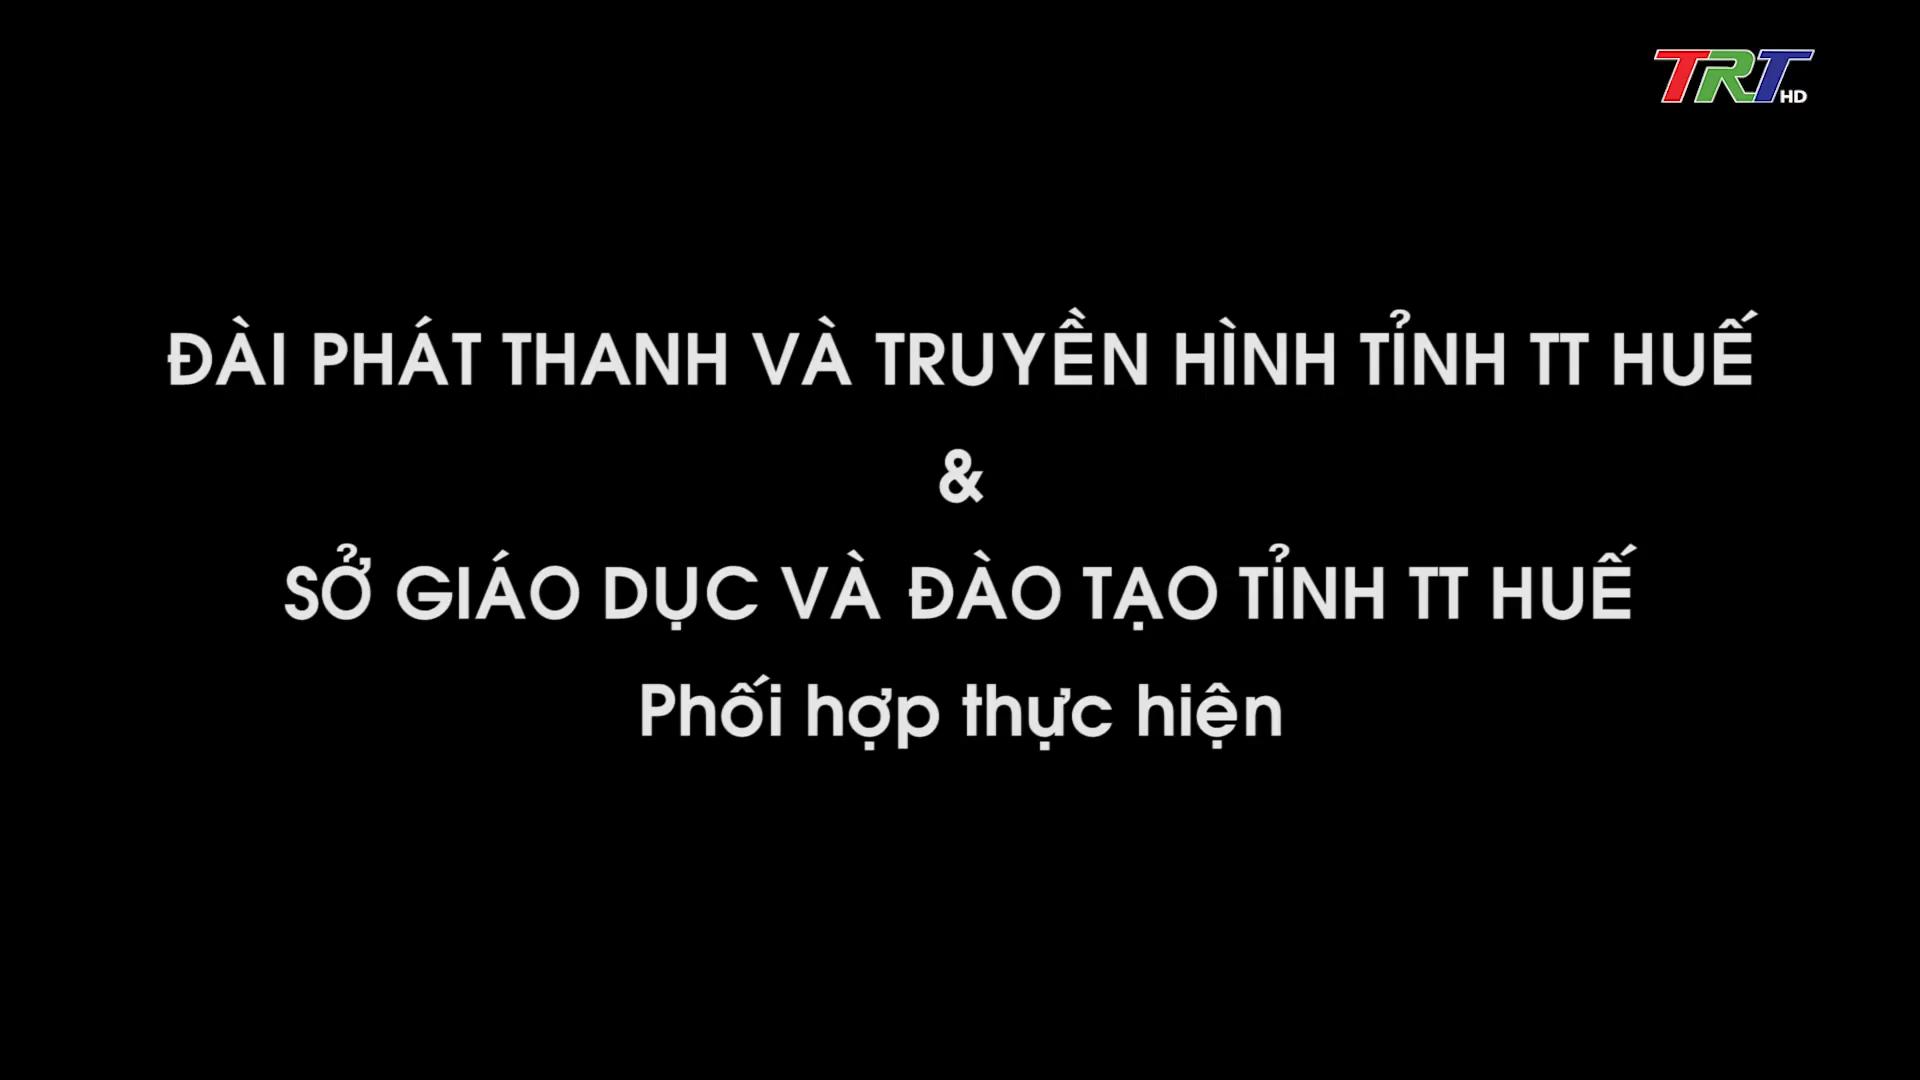 TRT HD
ĐÀI PHÁT THANH VÀ TRUYỀN HÌNH TỈNH TT HUẾ
&
SỞ GIÁO DỤC VÀ ĐÀO TẠO TỈNH TT HUẾ
Phối hợp thực hiện